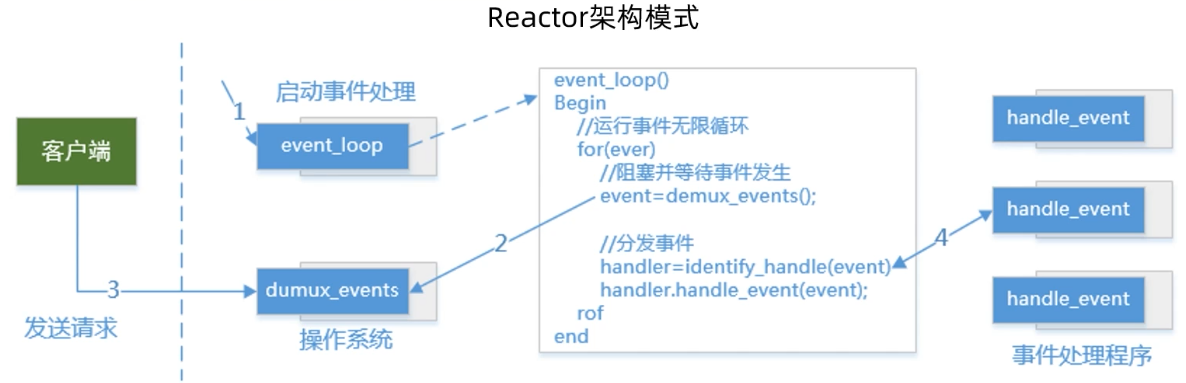 Reactor架构模式
客户端
发送请求
1
启动事件处理
event_loop
2
3
dumux_events
操作系统
event_loop()
Begin
//运行事件无限循环
for(ever)
//阻塞并等待事件发生
event=demux_events();
//分发事件
handler=identify_handle(event)
handler.handle_event(event);
rof
end
4
handle_event
handle_event
handle_event
事件处理程序